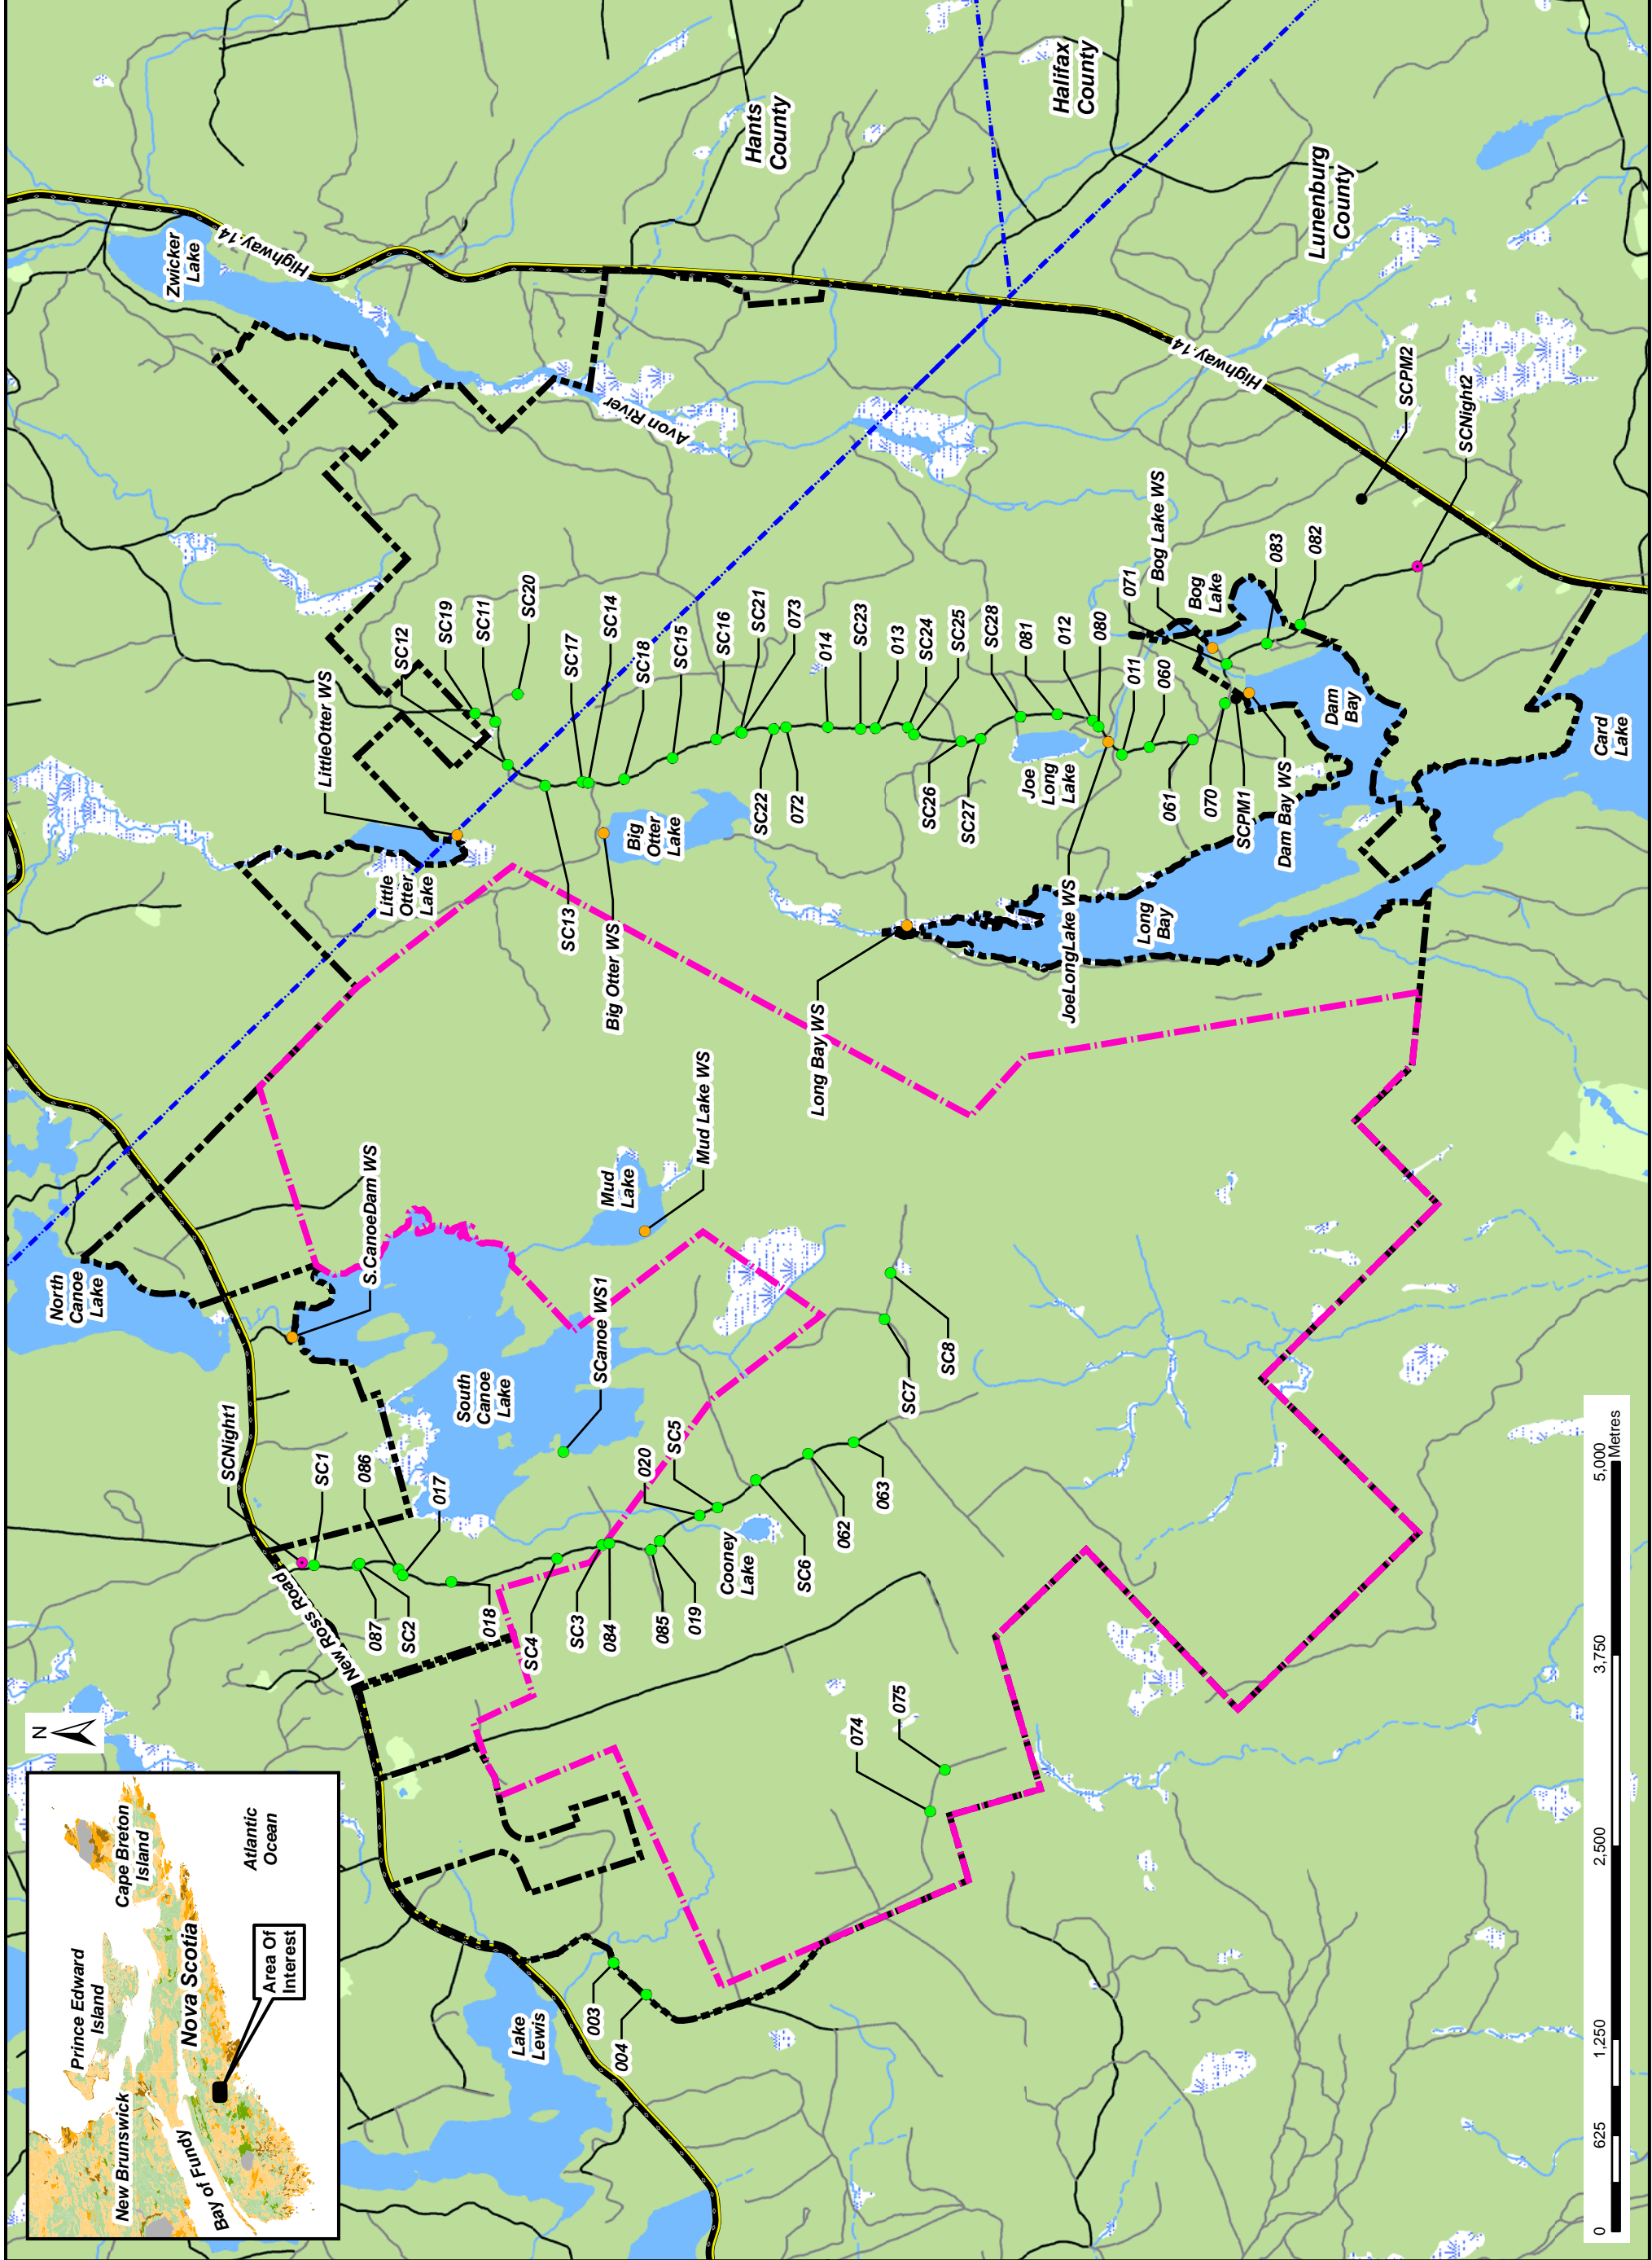 Prince Edward
Island
Cape Breton
Island
New Brunswick
Nova Scotia
Bay of Fundy
Atlantic
Ocean
Area Of
Interest
N
North
Canoe
Lake
Zwicker
Lake
Highway 14
SCNight1
New Ross Road
SC1
086
017
087
SC2
018
SC4
SC3
084
085
019
020
SC5
SC6
062
063
SC7
SC8
South
Canoe
Lake
S.CanoeDam WS
SCanoe WS1
Cooney
Lake
Mud
Lake
Mud Lake WS
Lake
Lewis
003
004
074
075
LittleOtter WS
Little
Otter
Lake
Big
Otter
Lake
Big Otter WS
SC12
SC19
SC11
SC20
SC13
SC17
SC14
SC18
SC15
SC16
SC21
073
SC22
072
014
SC23
013
SC24
SC25
SC26
SC27
SC28
081
012
080
011
060
061
070
071
Joe
Long
Lake
JoeLongLake WS
Long Bay WS
Long
Bay
SCPM1
Dam Bay WS
Dam
Bay
Bog Lake WS
Bog
Lake
083
082
Card
Lake
SCPM2
SCNight2
Highway 14
Avon River
Hants
County
Halifax
County
Lunenburg
County
0
625
1,250
2,500
3,750
5,000
Metres